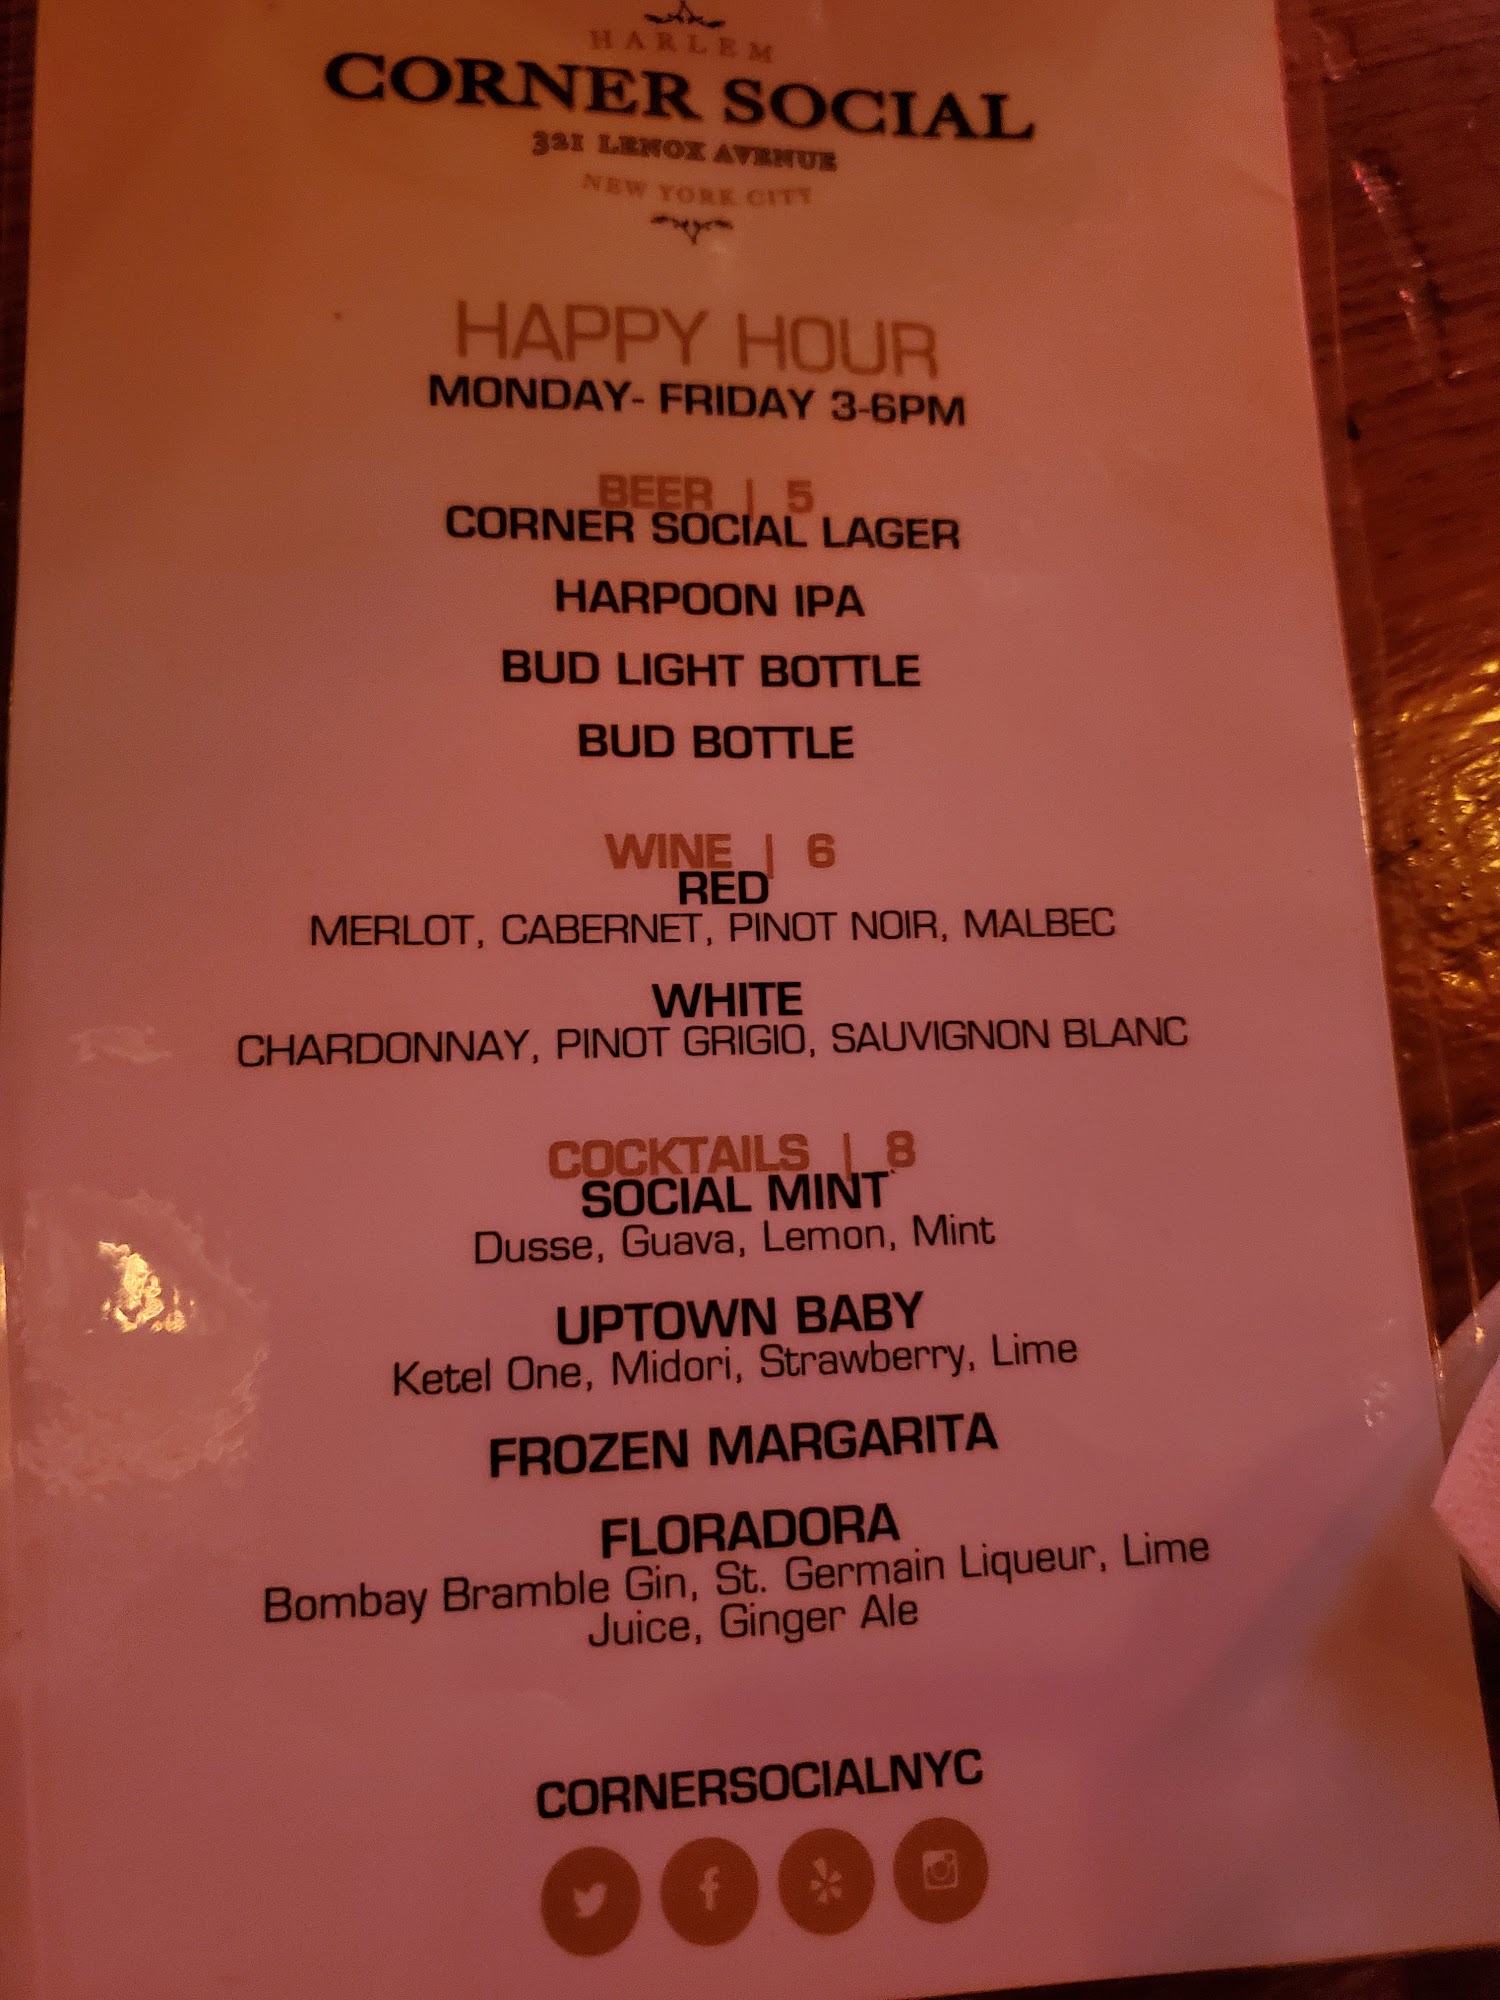 HARLEM
CORNER SOCIAL
321 LENOX AVENUE
NEW YORK CITY
HAPPY HOUR
MONDAY- FRIDAY 3-6PM
BEER | 5
CORNER SOCIAL LAGER
HARPOON IPA
BUD LIGHT BOTTLE
BUD BOTTLE
WINE | 6
RED
MERLOT, CABERNET, PINOT NOIR, MALBEC
WHITE
CHARDONNAY, PINOT GRIGIO, SAUVIGNON BLANC
COCKTAILS | 8
SOCIAL MINT
Dusse, Guava, Lemon, Mint
UPTOWN BABY
Ketel One, Midori, Strawberry, Lime
FROZEN MARGARITA
FLORADORA
Bombay Bramble Gin, St. Germain Liqueur, Lime
Juice, Ginger Ale
CORNERSOCIALNYC